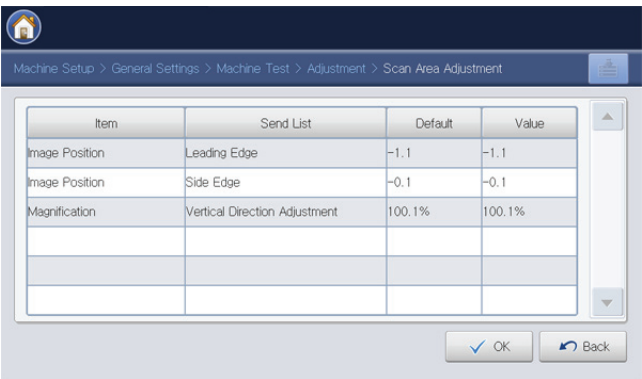 Machine Setup > General Settings > Machine Test > Adjustment > Scan Area Adjustment
Item Send List Default Value
Image Position Leading Edge -1.1 -1.1
Image Position Side Edge -0.1 -0.1
Magnification Vertical Direction Adjustment 100.1% 100.1%
OK Back